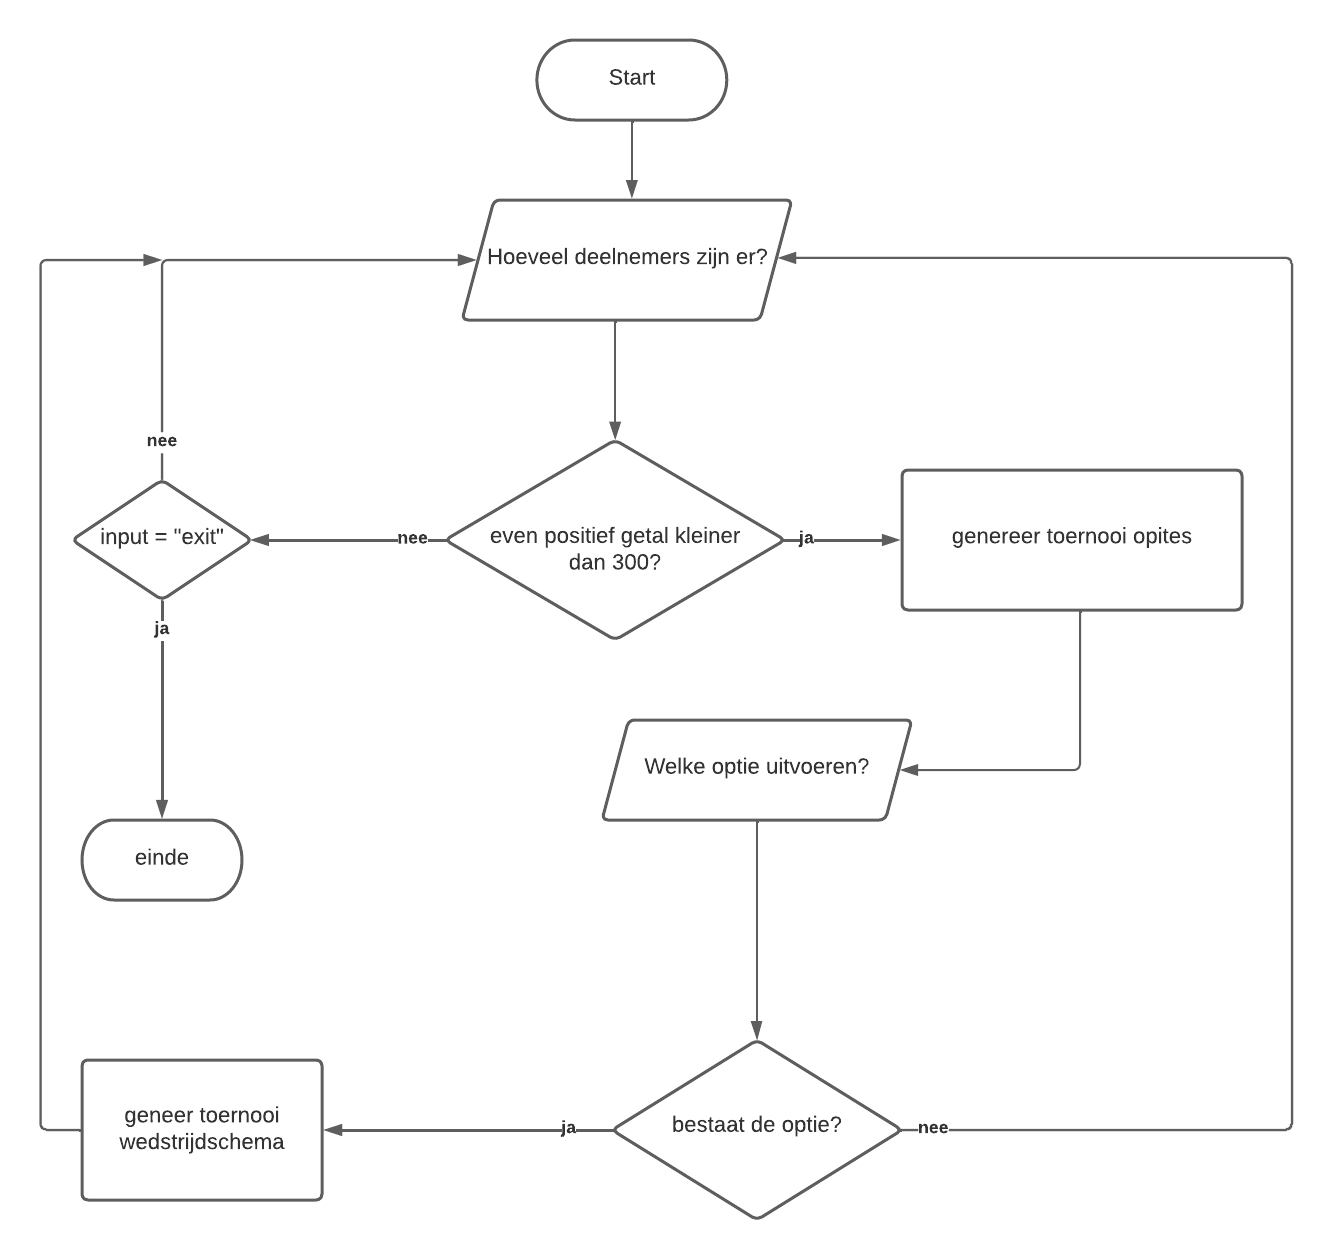 Start
Hoeveel deelnemers zijn er?
nee
input = "exit"
nee
even positief getal kleiner
dan 300?
ja
genereer toernooi opites
ja
Welke optie uitvoeren?
einde
geneer toernooi
wedstrijdschema
ja
bestaat de optie?
nee